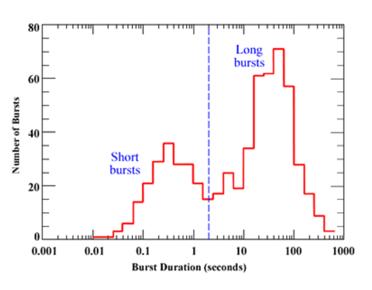 80
Long
bursts
60
Number of Bursts
40
Short
bursts
20
0
0.001 0.01 0.1 1 10 100 1000
Burst Duration (seconds)